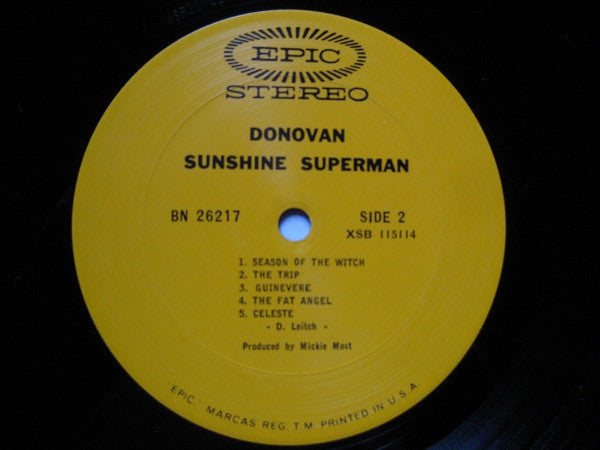 EPIC
STEREO
DONOVAN
SUNSHINE SUPERMAN
BN 26217
SIDE 2
XSB 115114
1. SEASON OF THE WITCH
2. THE TRIP
3. GUINEVERE
4. THE FAT ANGEL
5. CELESTE
- D. Leitch -
Produced by Mickie Most
EPIC. MARCAS REG. T.M. PRINTED IN U.S.A.